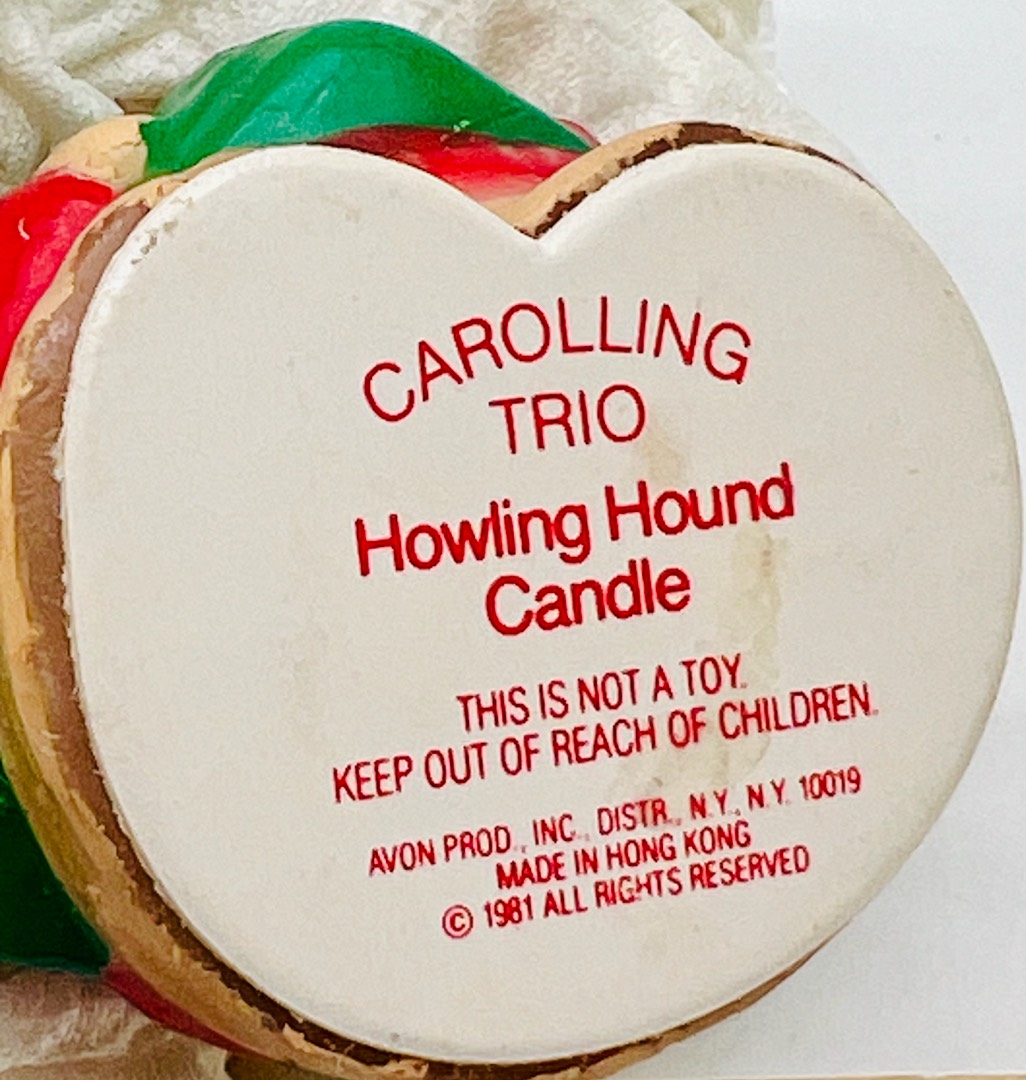 CAROLLING
TRIO
Howling Hound
Candle
THIS IS NOT A TOY.
KEEP OUT OF REACH OF CHILDREN.
AVON PROD., INC., DISTR., N.Y., N.Y. 10019
MADE IN HONG KONG
© 1981 ALL RIGHTS RESERVED